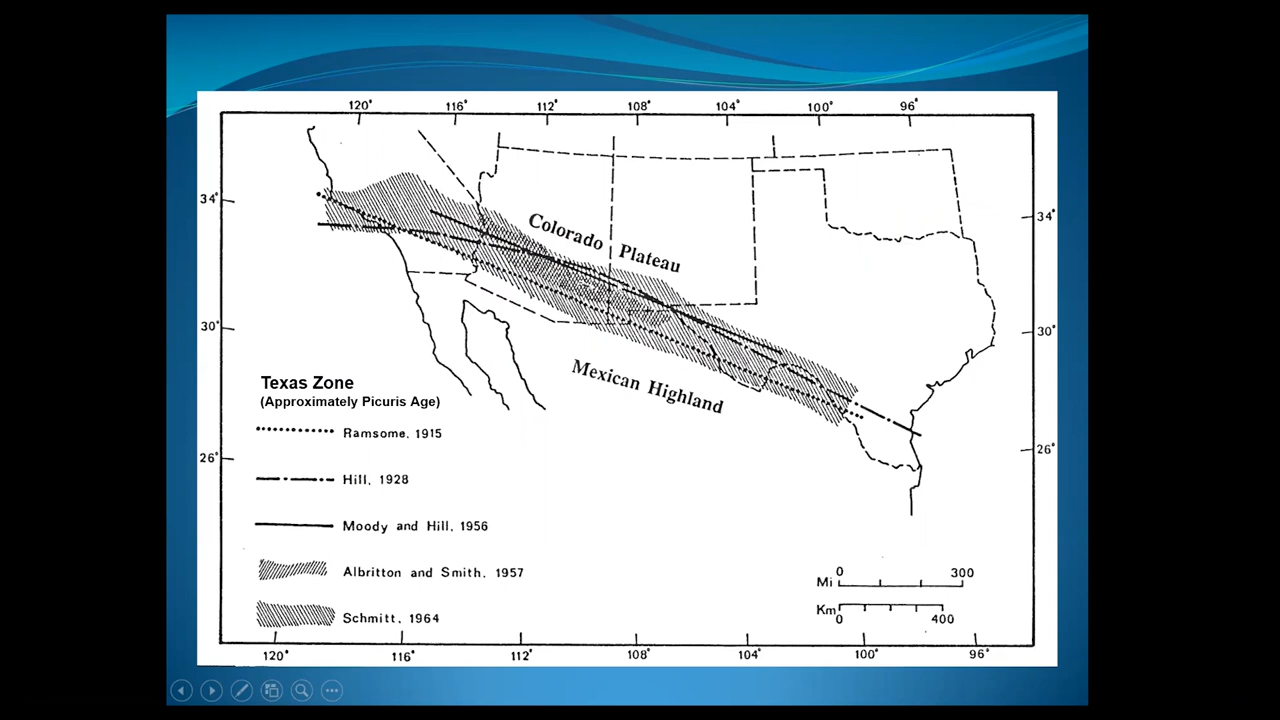 120° 116° 112° 108° 104° 100° 96°
34° 34°
Colorado Plateau
30° 30°
Mexican Highland
Texas Zone
(Approximately Picuris Age)
Ramsome, 1915
26° 26°
Hill, 1928
Moody and Hill, 1956
Albritton and Smith, 1957
Mi 0 300
Km 0 400
Schmitt, 1964
120° 116° 112° 108° 104° 100° 96°